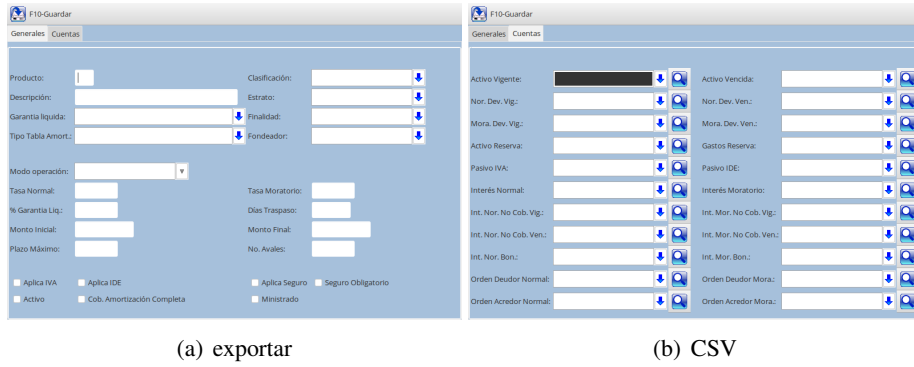 F10-Guardar
Generales Cuentas
Producto: Clasificación:
Descripción: Estrato:
Garantia liquida: Finalidad:
Tipo Tabla Amort.: Fondeador:
Modo operación:
Tasa Normal: Tasa Moratorio:
% Garantia Liq.: Días Traspaso:
Monto Inicial: Monto Final:
Plazo Máximo: No. Avales:
Aplica IVA Aplica IDE Aplica Seguro Seguro Obligatorio
Activo Cob. Amortización Completa Ministrado
(a) exportar
F10-Guardar
Generales Cuentas
Activo Vigente: Activo Vencida:
Nor. Dev. Vig.: Nor. Dev. Ven.:
Mora. Dev. Vig.: Mora. Dev. Ven.:
Activo Reserva: Gastos Reserva:
Pasivo IVA: Pasivo IDE:
Interés Normal: Interés Moratorio:
Int. Nor. No Cob. Vig.: Int. Mor. No Cob. Vig.:
Int. Nor. No Cob. Ven.: Int. Mor. No Cob. Ven.:
Int. Nor. Bon.: Int. Mor. Bon.:
Orden Deudor Normal: Orden Deudor Mora.:
Orden Acredor Normal: Orden Acredor Mora.:
(b) CSV